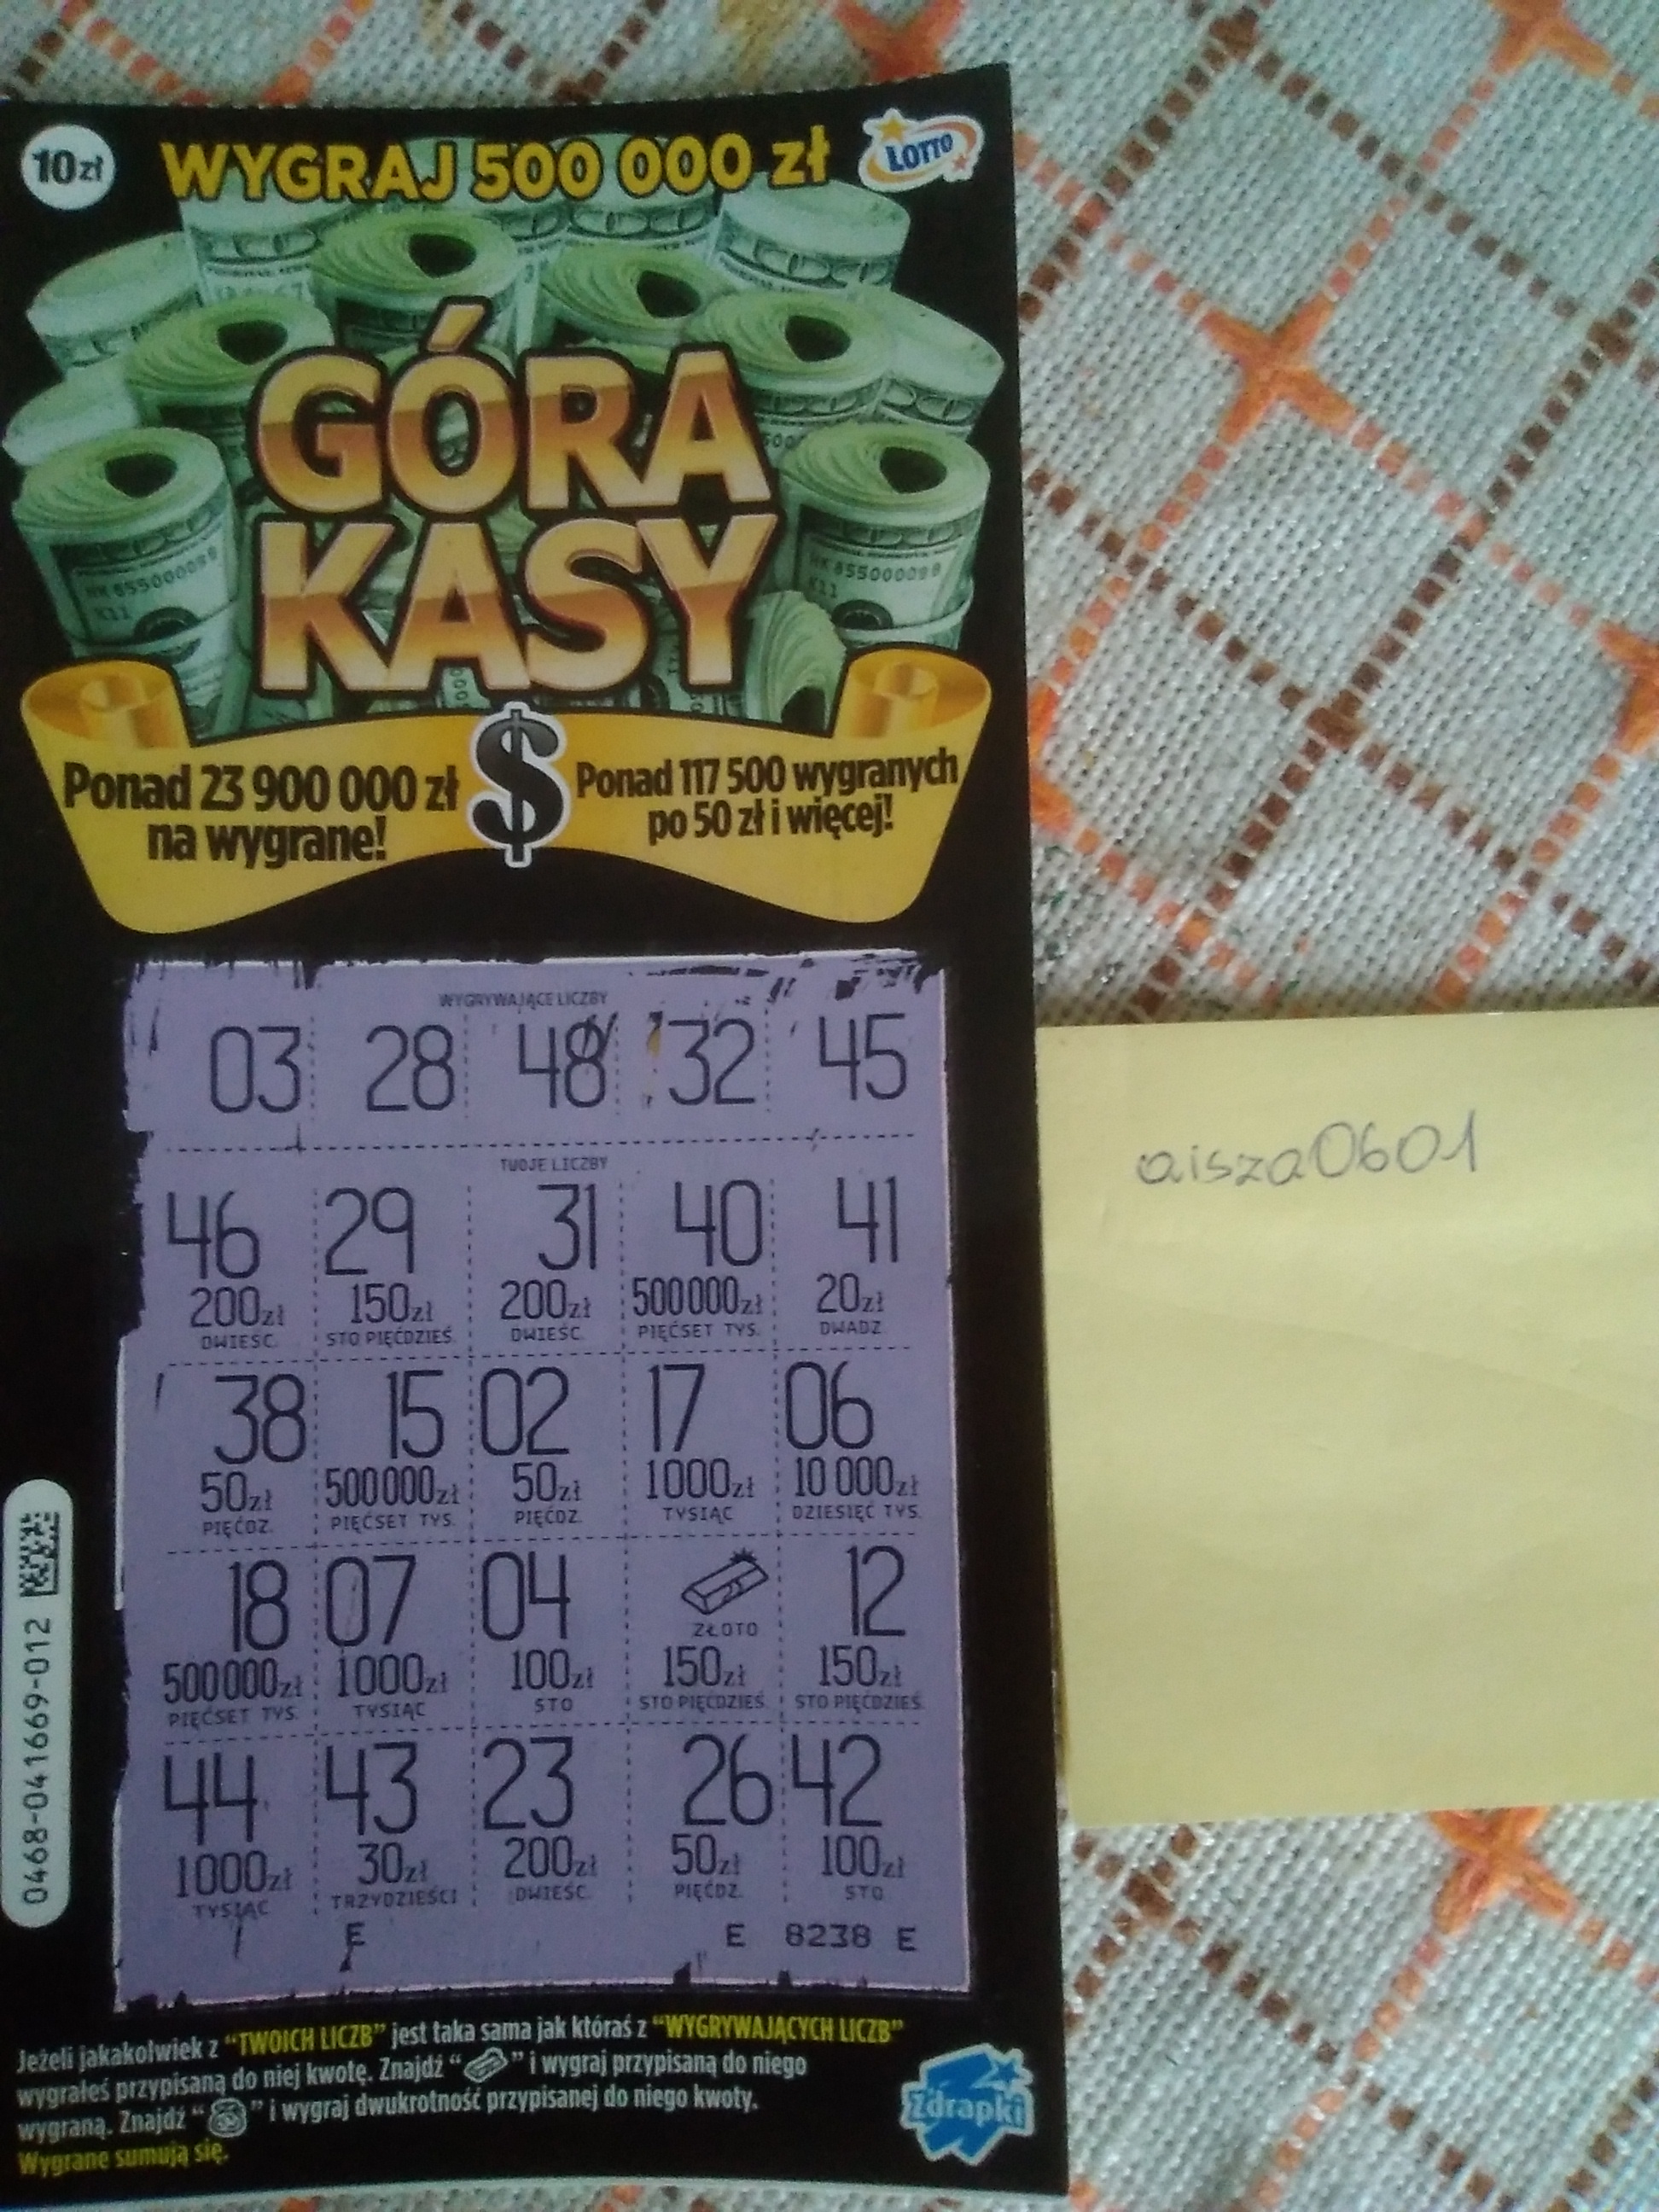 10zł WYGRAJ 500 000 zł LOTTO
GÓRA
KASY
HK 855000099
K11
Ponad 23 900 000 zł
na wygrane!
$
Ponad 117 500 wygranych
po 50 zł i więcej!
WYGRYWAJĄCE LICZBY
03 28 48 32 45
TWOJE LICZBY
46 29 31 40 41
200zł 150zł 200zł 500000zł 20zł
DWIEŚC. STO PIĘĆDZIEŚ. DWIEŚC. PIĘĆSET TYS. DWADZ.
38 15 02 17 06
50zł 500000zł 50zł 1000zł 10 000zł
PIĘĆDZ. PIĘĆSET TYS. PIĘĆDZ. TYSIĄC DZIESIĘĆ TYS.
18 07 04 12
ZŁOTO
500000zł 1000zł 100zł 150zł 150zł
PIĘĆSET TYS. TYSIĄC STO STO PIĘĆDZIEŚ. STO PIĘĆDZIEŚ.
44 43 23 26 42
1000zł 30zł 200zł 50zł 100zł
TYSIĄC TRZYDZIEŚCI DWIEŚC. PIĘĆDZ. STO
E E 8238 E
0468-041669-012
Jeżeli jakakolwiek z “TWOICH LICZB” jest taka sama jak któraś z “WYGRYWAJĄCYCH LICZB”
wygrałeś przypisaną do niej kwotę. Znajdź “ ” i wygraj przypisaną do niego
wygraną. Znajdź “ ” i wygraj dwukrotność przypisanej do niego kwoty.
Wygrane sumują się.
Zdrapki
aisza0601